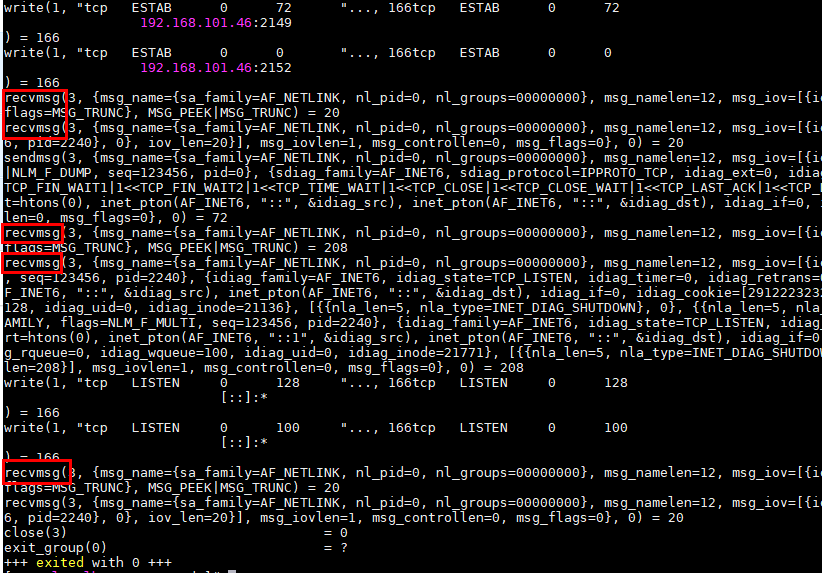 write(1, "tcp   ESTAB      0      72      "..., 166tcp   ESTAB      0      72
192.168.101.46:2149
) = 166
write(1, "tcp   ESTAB      0      0       "..., 166tcp   ESTAB      0      0
192.168.101.46:2152
) = 166
recvmsg(3, {msg_name={sa_family=AF_NETLINK, nl_pid=0, nl_groups=00000000}, msg_namelen=12, msg_iov=[{i
flags=MSG_TRUNC}, MSG_PEEK|MSG_TRUNC) = 20
recvmsg(3, {msg_name={sa_family=AF_NETLINK, nl_pid=0, nl_groups=00000000}, msg_namelen=12, msg_iov=[{i
6, pid=2240}, 0}, iov_len=20}], msg_iovlen=1, msg_controllen=0, msg_flags=0}, 0) = 20
sendmsg(3, {msg_name={sa_family=AF_NETLINK, nl_pid=0, nl_groups=00000000}, msg_namelen=12, msg_iov=[{i
|NLM_F_DUMP, seq=123456, pid=0}, {sdiag_family=AF_INET6, sdiag_protocol=IPPROTO_TCP, idiag_ext=0, idia
TCP_FIN_WAIT1|1<<TCP_FIN_WAIT2|1<<TCP_TIME_WAIT|1<<TCP_CLOSE|1<<TCP_CLOSE_WAIT|1<<TCP_LAST_ACK|1<<TCP_
t=htons(0), inet_pton(AF_INET6, "::", &idiag_src), inet_pton(AF_INET6, "::", &idiag_dst), idiag_if=0, i
len=0, msg_flags=0}, 0) = 72
recvmsg(3, {msg_name={sa_family=AF_NETLINK, nl_pid=0, nl_groups=00000000}, msg_namelen=12, msg_iov=[{i
flags=MSG_TRUNC}, MSG_PEEK|MSG_TRUNC) = 208
recvmsg(3, {msg_name={sa_family=AF_NETLINK, nl_pid=0, nl_groups=00000000}, msg_namelen=12, msg_iov=[{i
, seq=123456, pid=2240}, {idiag_family=AF_INET6, idiag_state=TCP_LISTEN, idiag_timer=0, idiag_retrans=
F_INET6, "::", &idiag_src), inet_pton(AF_INET6, "::", &idiag_dst), idiag_if=0, idiag_cookie=[2912223232
128, idiag_uid=0, idiag_inode=21136}, [{{nla_len=5, nla_type=INET_DIAG_SHUTDOWN}, 0}, {{nla_len=5, nla
AMILY, flags=NLM_F_MULTI, seq=123456, pid=2240}, {idiag_family=AF_INET6, idiag_state=TCP_LISTEN, idiag
rt=htons(0), inet_pton(AF_INET6, "::1", &idiag_src), inet_pton(AF_INET6, "::", &idiag_dst), idiag_if=0
g_rqueue=0, idiag_wqueue=100, idiag_uid=0, idiag_inode=21771}, [{{nla_len=5, nla_type=INET_DIAG_SHUTDOW
len=208}], msg_iovlen=1, msg_controllen=0, msg_flags=0}, 0) = 208
write(1, "tcp   LISTEN     0      128     "..., 166tcp   LISTEN     0      128
[::]:*
) = 166
write(1, "tcp   LISTEN     0      100     "..., 166tcp   LISTEN     0      100
[::]:*
) = 166
recvmsg(3, {msg_name={sa_family=AF_NETLINK, nl_pid=0, nl_groups=00000000}, msg_namelen=12, msg_iov=[{i
flags=MSG_TRUNC}, MSG_PEEK|MSG_TRUNC) = 20
recvmsg(3, {msg_name={sa_family=AF_NETLINK, nl_pid=0, nl_groups=00000000}, msg_namelen=12, msg_iov=[{i
6, pid=2240}, 0}, iov_len=20}], msg_iovlen=1, msg_controllen=0, msg_flags=0}, 0) = 20
close(3)                                = 0
exit_group(0)                           = ?
+++ exited with 0 +++